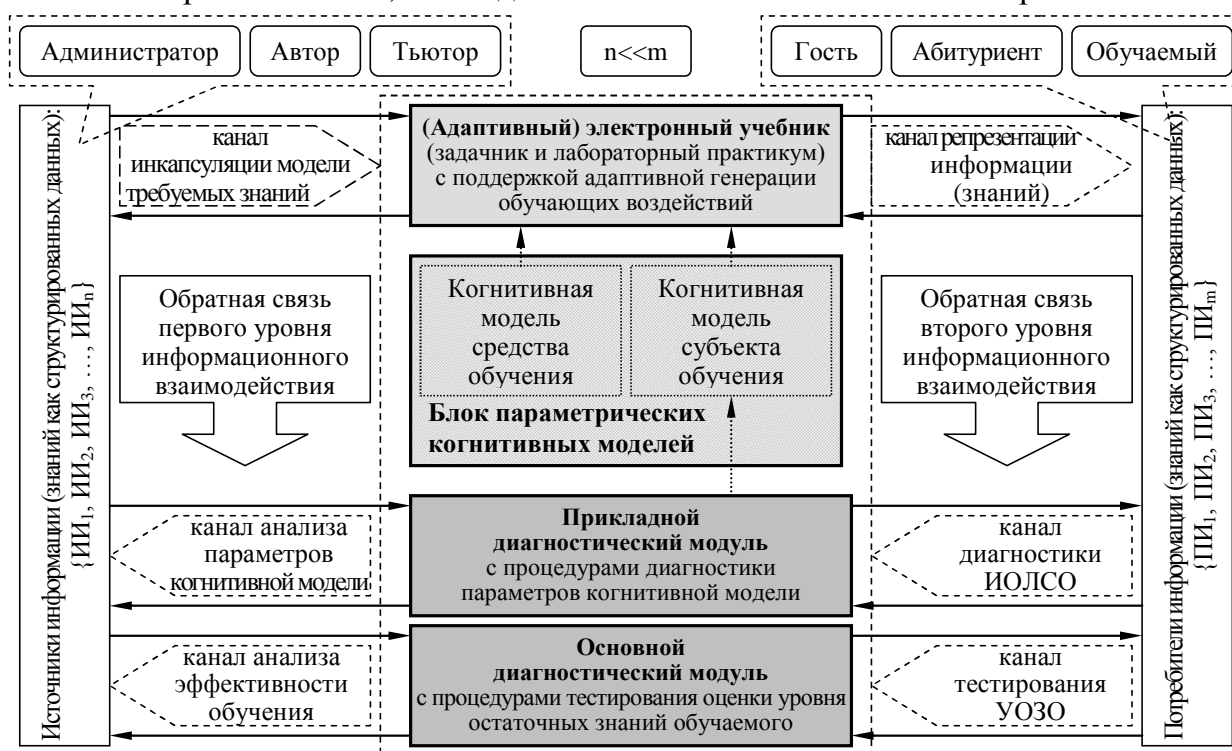 Администратор
Автор
Тьютор
n<<m
Гость
Абитуриент
Обучаемый
Источники информации (знаний как структурированных данных):
{ИИ₁, ИИ₂, ИИ₃, …, ИИₙ}
канал
инкапсуляции модели
требуемых знаний
(Адаптивный) электронный учебник
(задачник и лабораторный практикум)
с поддержкой адаптивной генерации
обучающих воздействий
канал репрезентации
информации
(знаний)
Потребители информации (знаний как структурированных данных):
{ПИ₁, ПИ₂, ПИ₃, …, ПИₘ}
Обратная связь
первого уровня
информационного
взаимодействия
Когнитивная
модель
средства
обучения
Когнитивная
модель
субъекта
обучения
Блок параметрических
когнитивных моделей
Обратная связь
второго уровня
информационного
взаимодействия
канал анализа
параметров
когнитивной модели
Прикладной
диагностический модуль
с процедурами диагностики
параметров когнитивной модели
канал
диагностики
ИОЛСО
канал анализа
эффективности
обучения
Основной
диагностический модуль
с процедурами тестирования оценки уровня
остаточных знаний обучаемого
канал
тестирования
УОЗО